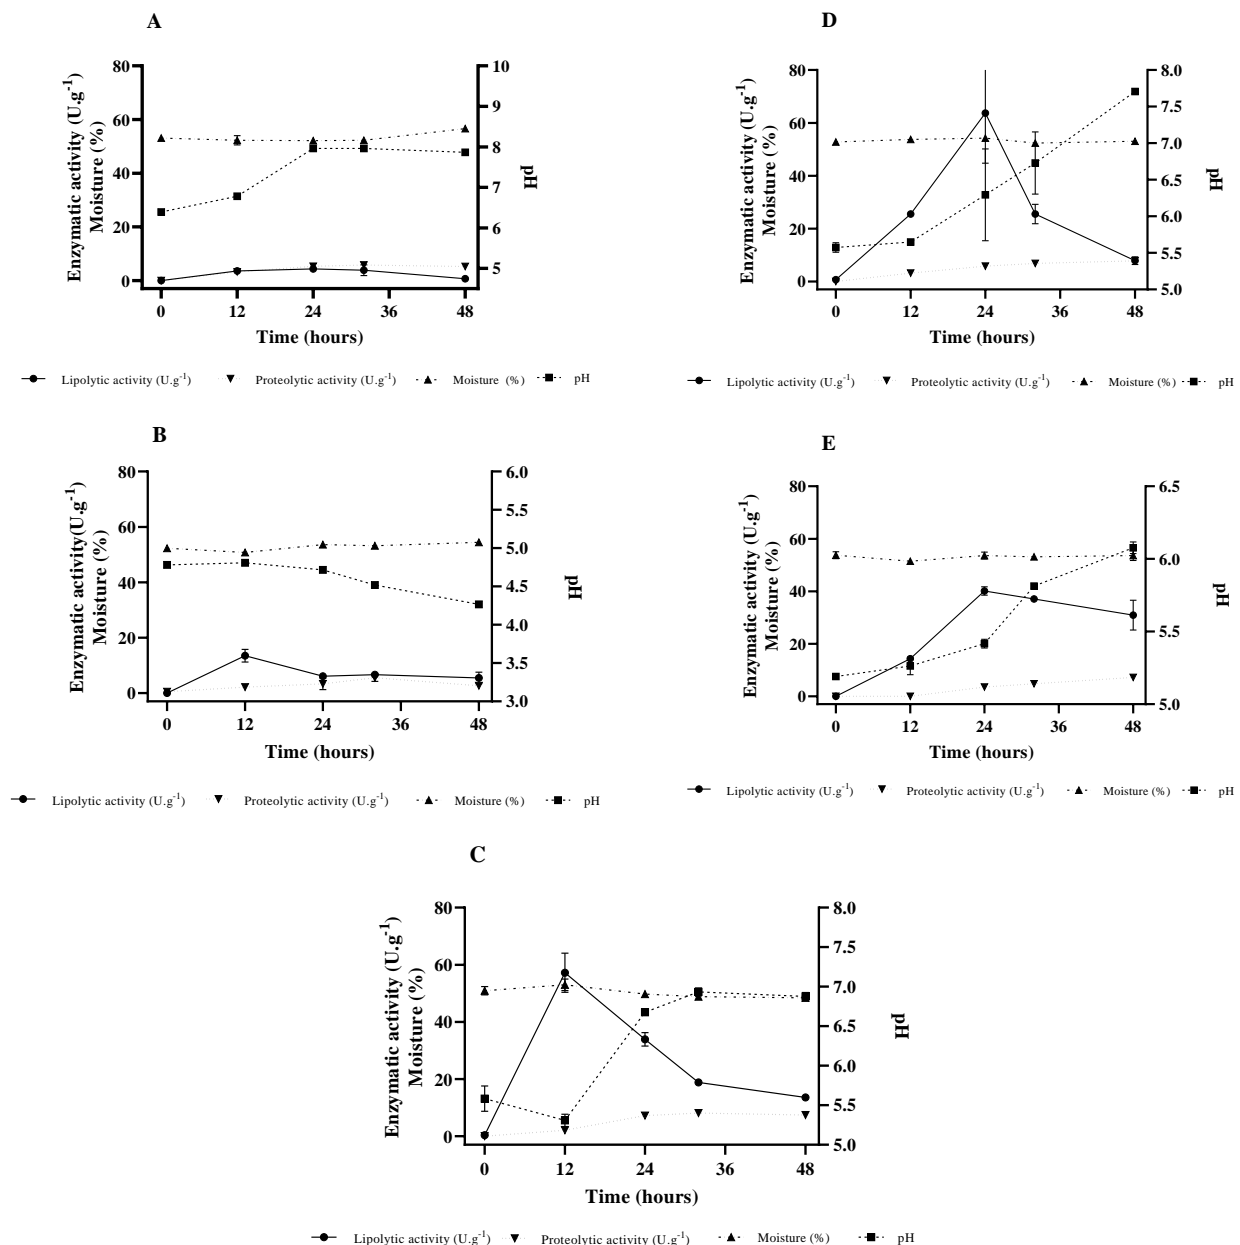 A
Enzymatic activity (U.g-1)
Moisture (%)
80
60
40
20
0
10
9
8
7
6
5
pH
0 12 24 36 48
Time (hours)
Lipolytic activity (U.g-1) Proteolytic activity (U.g-1) Moisture (%) pH
B
Enzymatic activity(U.g-1)
Moisture (%)
80
60
40
20
0
6.0
5.5
5.0
4.5
4.0
3.5
3.0
pH
0 12 24 36 48
Time (hours)
Lipolytic activity (U.g-1) Proteolytic activity (U.g-1) Moisture (%) pH
C
Enzymatic activity (U.g-1)
Moisture (%)
80
60
40
20
0
8.0
7.5
7.0
6.5
6.0
5.5
5.0
pH
0 12 24 36 48
Time (hours)
Lipolytic activity (U.g-1) Proteolytic activity (U.g-1) Moisture (%) pH
D
Enzymatic activity (U.g-1)
Moisture (%)
80
60
40
20
0
8.0
7.5
7.0
6.5
6.0
5.5
5.0
pH
0 12 24 36 48
Time (hours)
Lipolytic activity (U.g-1) Proteolytic activity (U.g-1) Moisture (%) pH
E
Enzymatic activity (U.g-1)
Moisture (%)
80
60
40
20
0
6.5
6.0
5.5
5.0
pH
0 12 24 36 48
Time (hours)
Lipolytic activity (U.g-1) Proteolytic activity (U.g-1) Moisture (%) pH